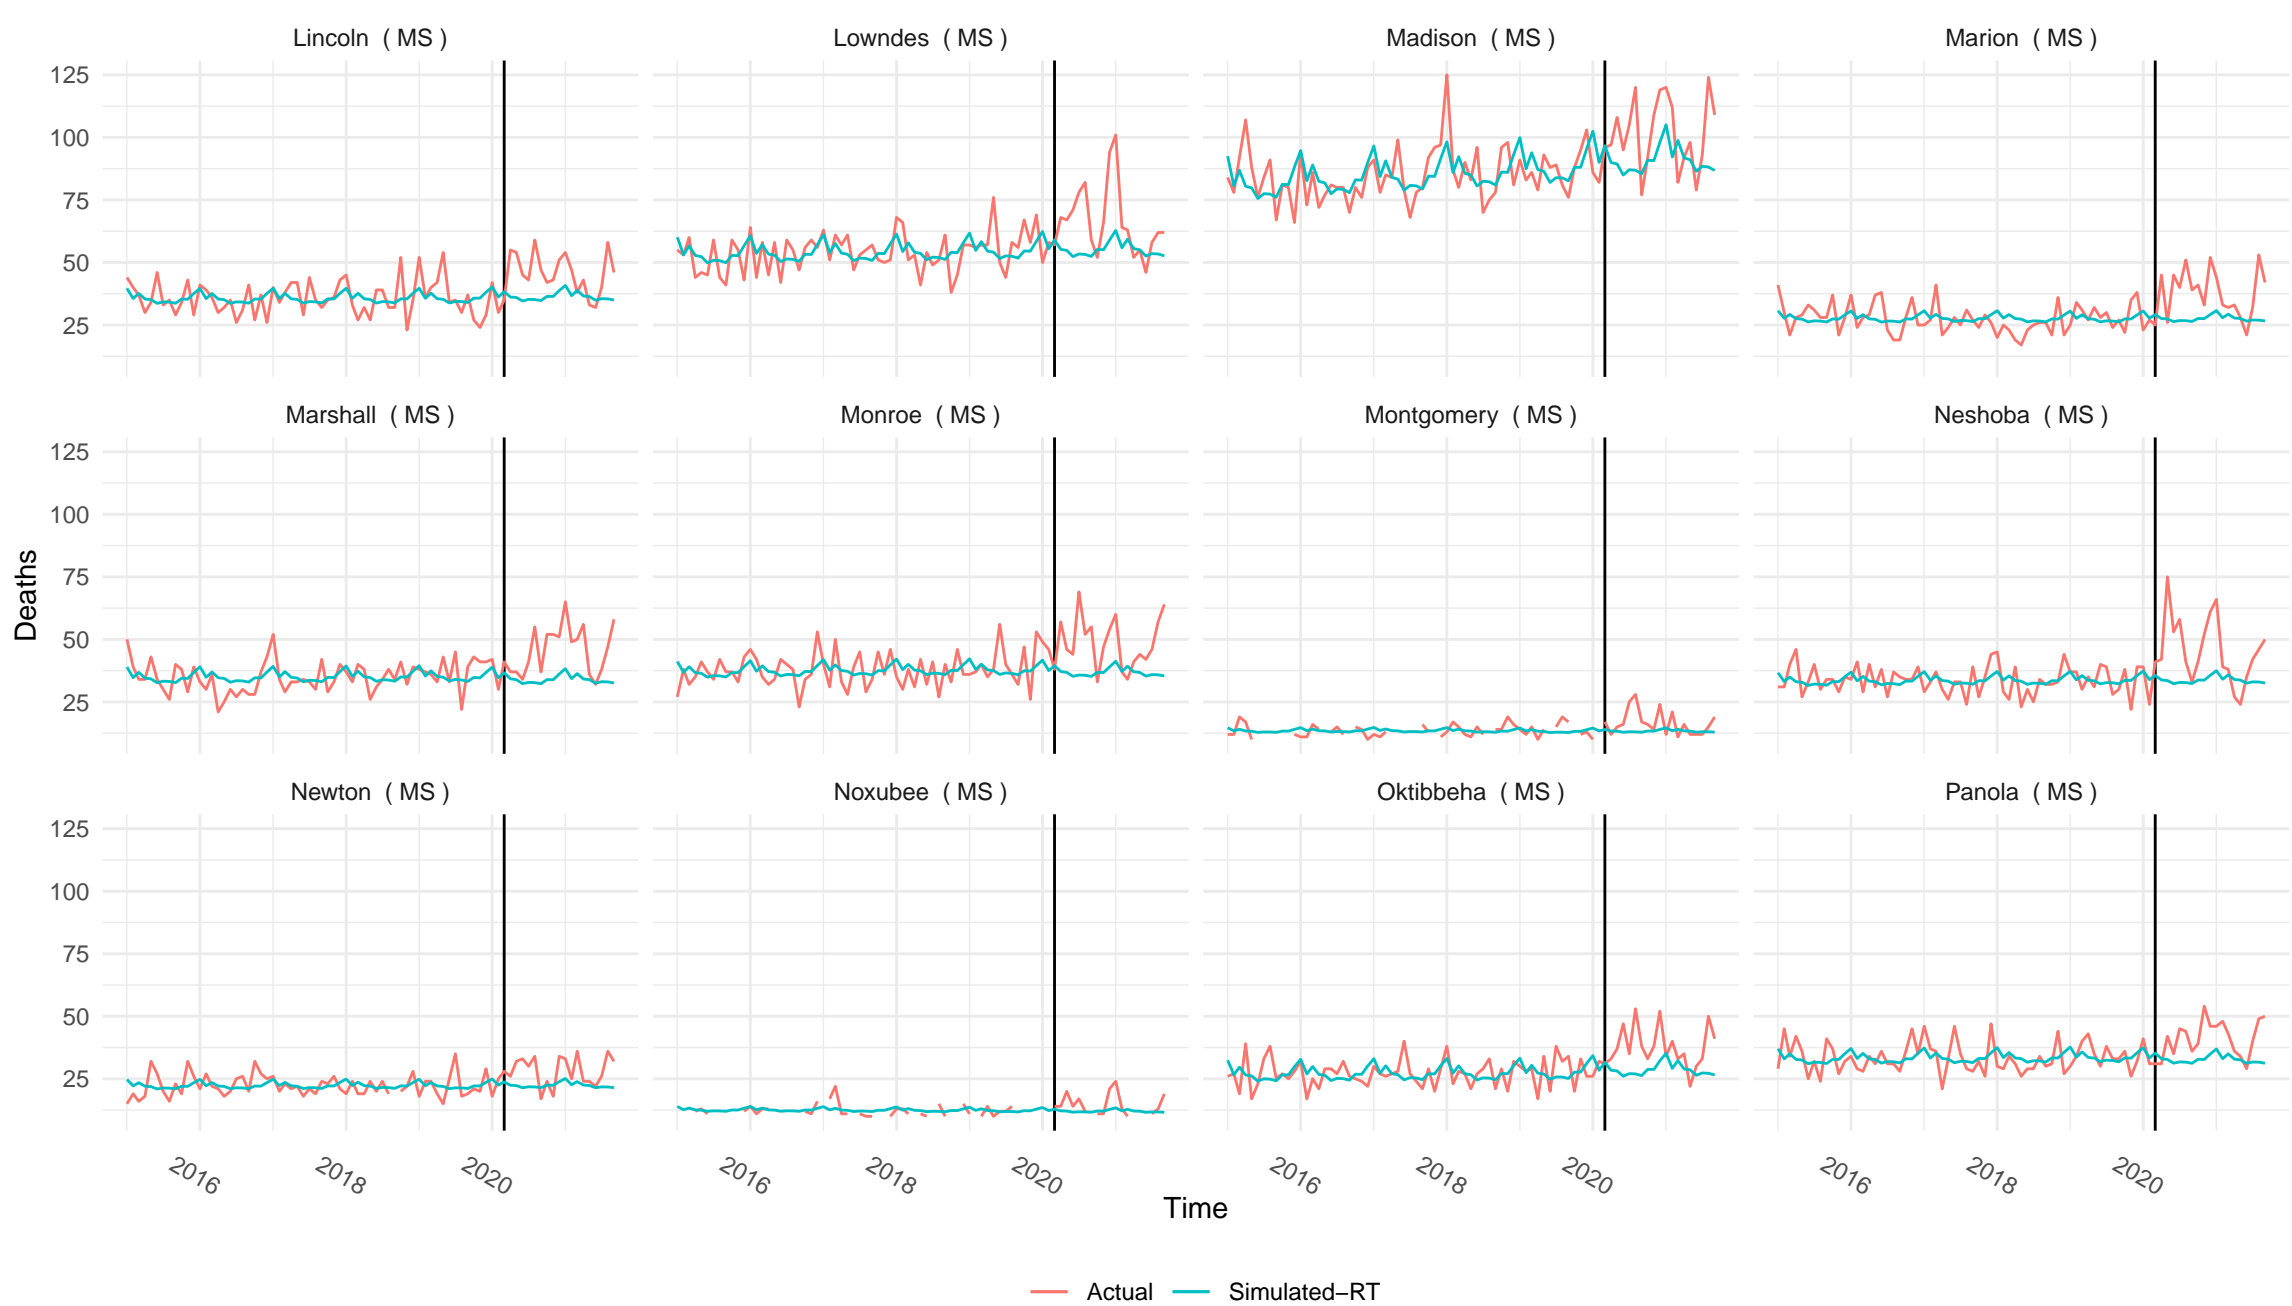 Lincoln ( MS ) Lowndes ( MS ) Madison ( MS ) Marion ( MS )
125
100
75
50
25
Marshall ( MS ) Monroe ( MS ) Montgomery ( MS ) Neshoba ( MS )
125
100
75
50
25
Newton ( MS ) Noxubee ( MS ) Oktibbeha ( MS ) Panola ( MS )
125
100
75
50
25
Deaths
2016 2018 2020 2016 2018 2020 2016 2018 2020 2016 2018 2020
Time
Actual Simulated−RT